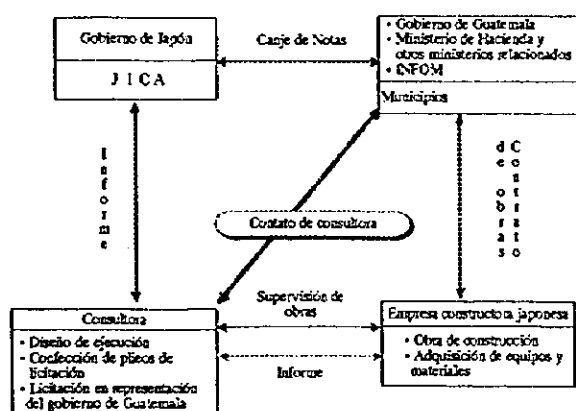 Gobierno de Japón
J I C A
Canje de Notas
• Gobierno de Guatemala
• Ministerio de Hacienda y
otros ministerios relacionados
• INFOM
Municipios
Informe
Contrato
de obras
Contato de consultora
Consultora
• Diseño de ejecución
• Confección de pliegos de
licitación
• Licitación en representación
del gobierno de Guatemala
Supervisión de
obras
Informe
Empresa constructora japonesa
• Obra de construcción
• Adquisición de equipos y
materiales